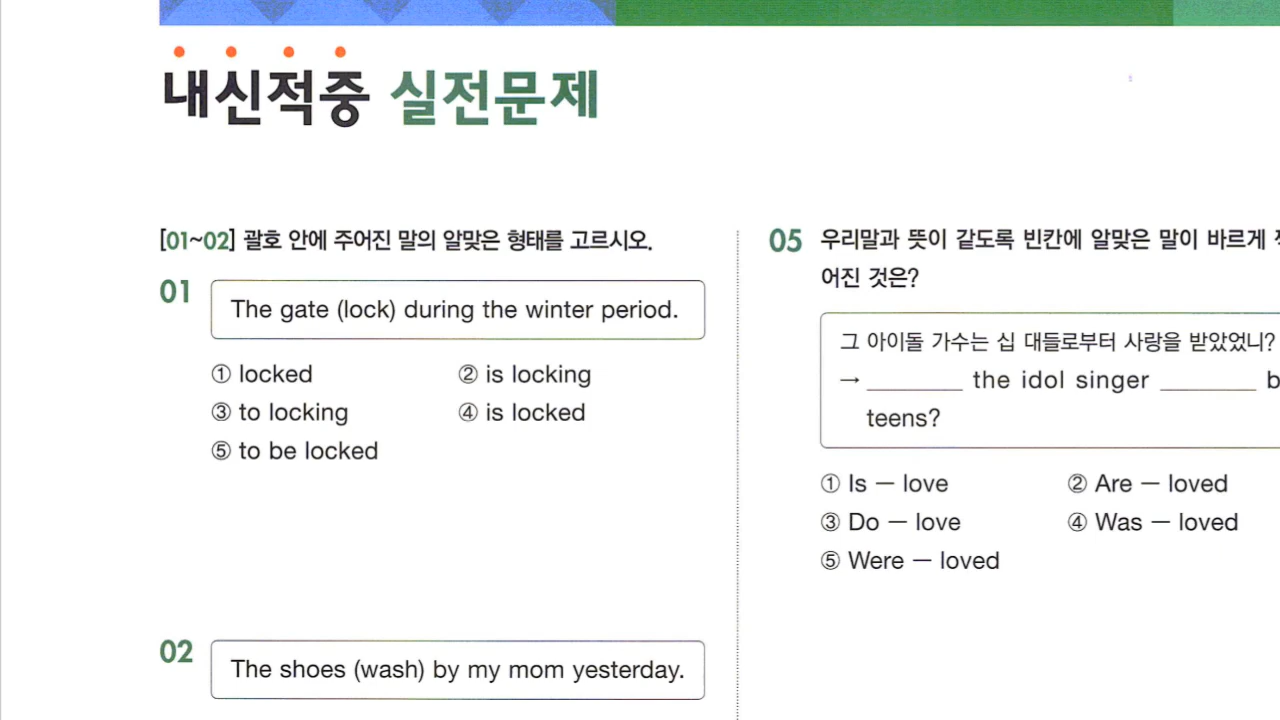 내신적중 실전문제
[01~02] 괄호 안에 주어진 말의 알맞은 형태를 고르시오.
01 The gate (lock) during the winter period.
① locked ② is locking
③ to locking ④ is locked
⑤ to be locked
02 The shoes (wash) by my mom yesterday.
05 우리말과 뜻이 같도록 빈칸에 알맞은 말이 바르게
어진 것은?
그 아이돌 가수는 십 대들로부터 사랑을 받았었니?
→ ________ the idol singer ________ b
teens?
① Is — love ② Are — loved
③ Do — love ④ Was — loved
⑤ Were — loved